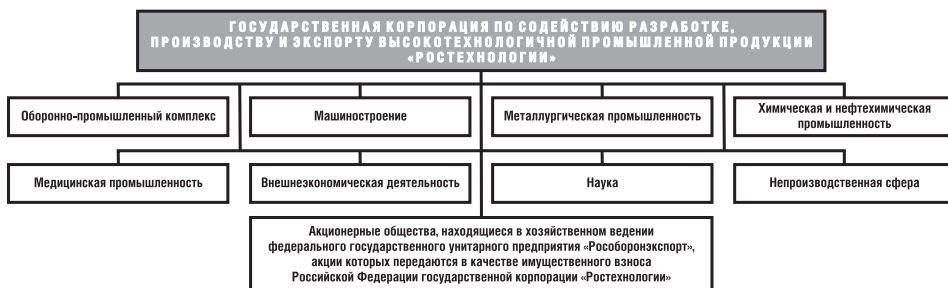 ГОСУДАРСТВЕННАЯ КОРПОРАЦИЯ ПО СОДЕЙСТВИЮ РАЗРАБОТКЕ,
ПРОИЗВОДСТВУ И ЭКСПОРТУ ВЫСОКОТЕХНОЛОГИЧНОЙ ПРОМЫШЛЕННОЙ ПРОДУКЦИИ
«РОСТЕХНОЛОГИИ»
Оборонно-промышленный комплекс
Машиностроение
Металлургическая промышленность
Химическая и нефтехимическая
промышленность
Медицинская промышленность
Внешнеэкономическая деятельность
Наука
Непроизводственная сфера
Акционерные общества, находящиеся в хозяйственном ведении
федерального государственного унитарного предприятия «Рособоронэкспорт»,
акции которых передаются в качестве имущественного взноса
Российской Федерации государственной корпорации «Ростехнологии»